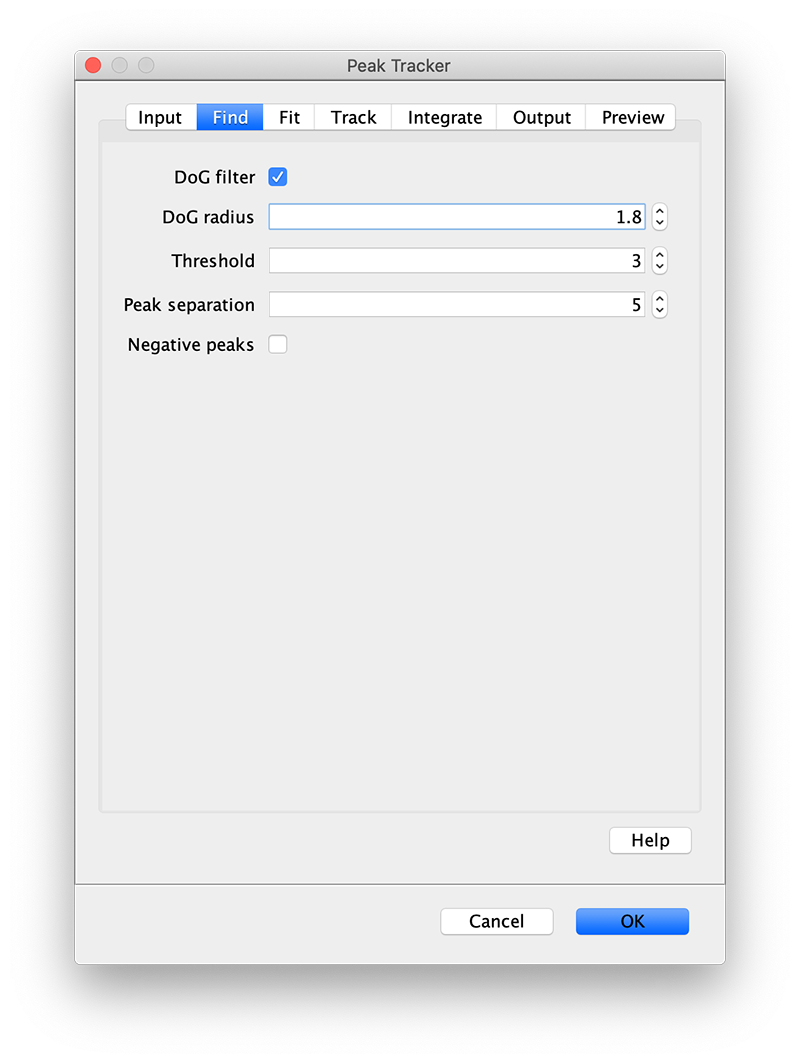 Peak Tracker
Input Find Fit Track Integrate Output Preview
DoG filter
DoG radius 1.8
Threshold 3
Peak separation 5
Negative peaks
Help
Cancel OK